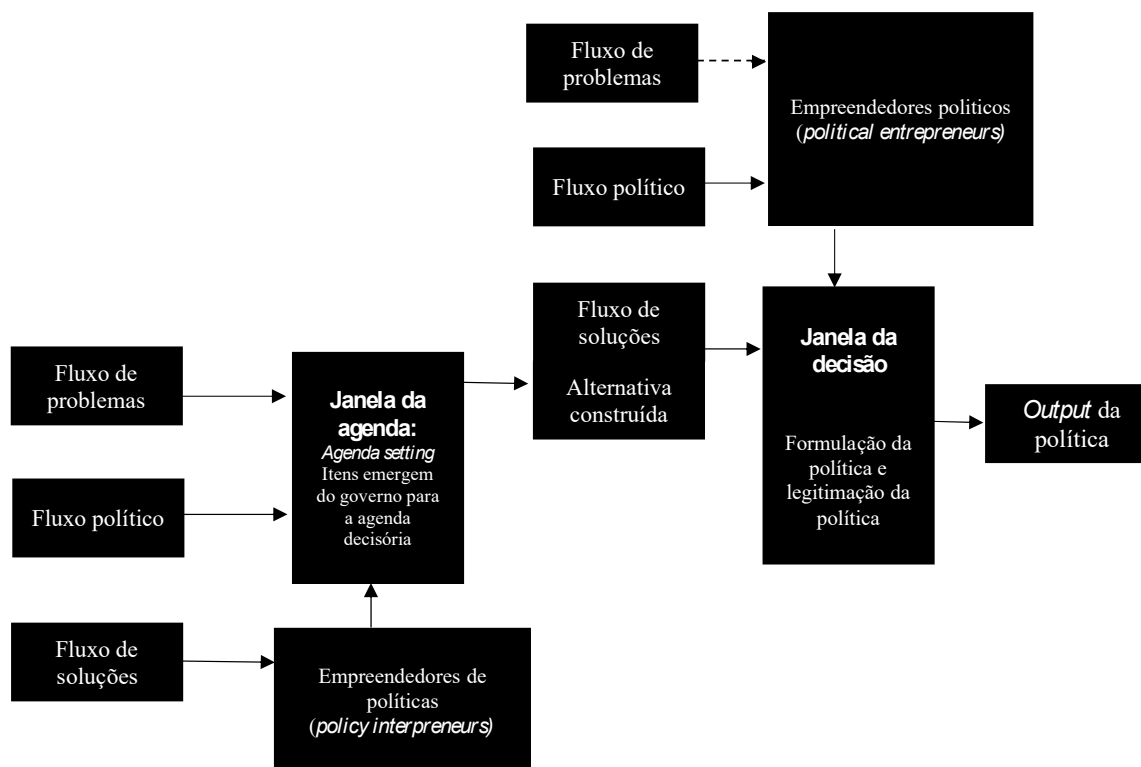 Fluxo de
problemas
Empreendedores politicos
(political entrepreneurs)
Fluxo político
Fluxo de
soluções
Alternativa
construída
Janela da
decisão
Formulação da
política e
legitimação da
política
Output da
política
Fluxo de
problemas
Janela da
agenda:
Agenda setting
Itens emergem
do governo para
a agenda
decisória
Fluxo político
Fluxo de
soluções
Empreendedores de
políticas
(policy interpreneurs)